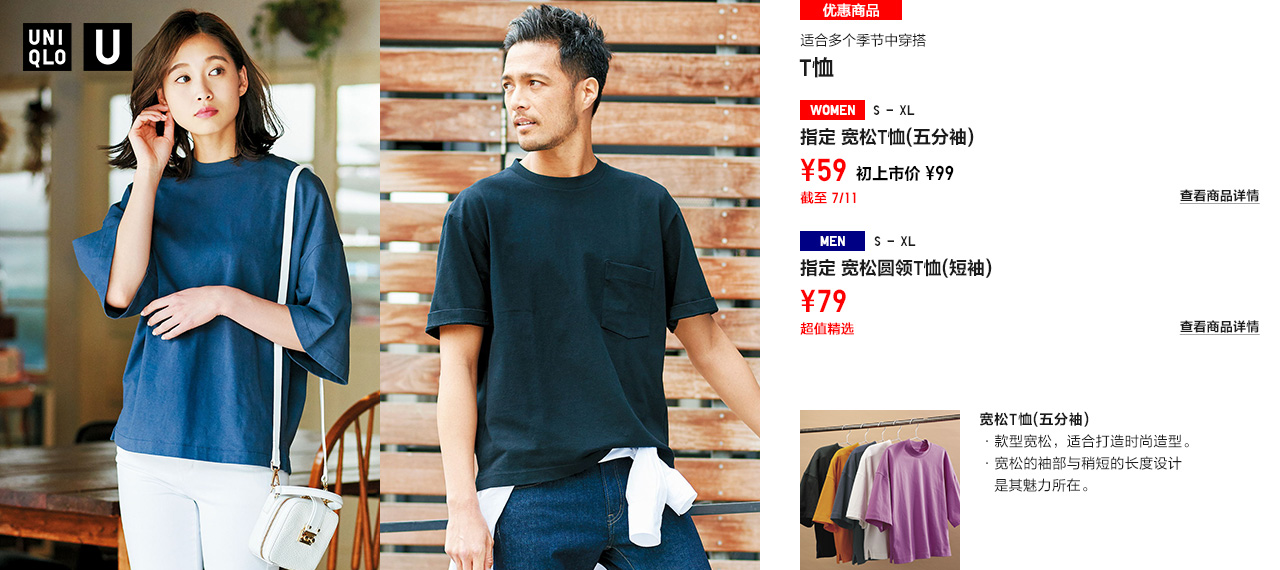 UNI
QLO
U
优惠商品
适合多个季节中穿搭
T恤
WOMEN S - XL
指定 宽松T恤(五分袖)
¥59 初上市价 ¥99
截至 7/11
查看商品详情
MEN S - XL
指定 宽松圆领T恤(短袖)
¥79
超值精选
查看商品详情
宽松T恤(五分袖)
·款型宽松，适合打造时尚造型。
·宽松的袖部与稍短的长度设计
是其魅力所在。